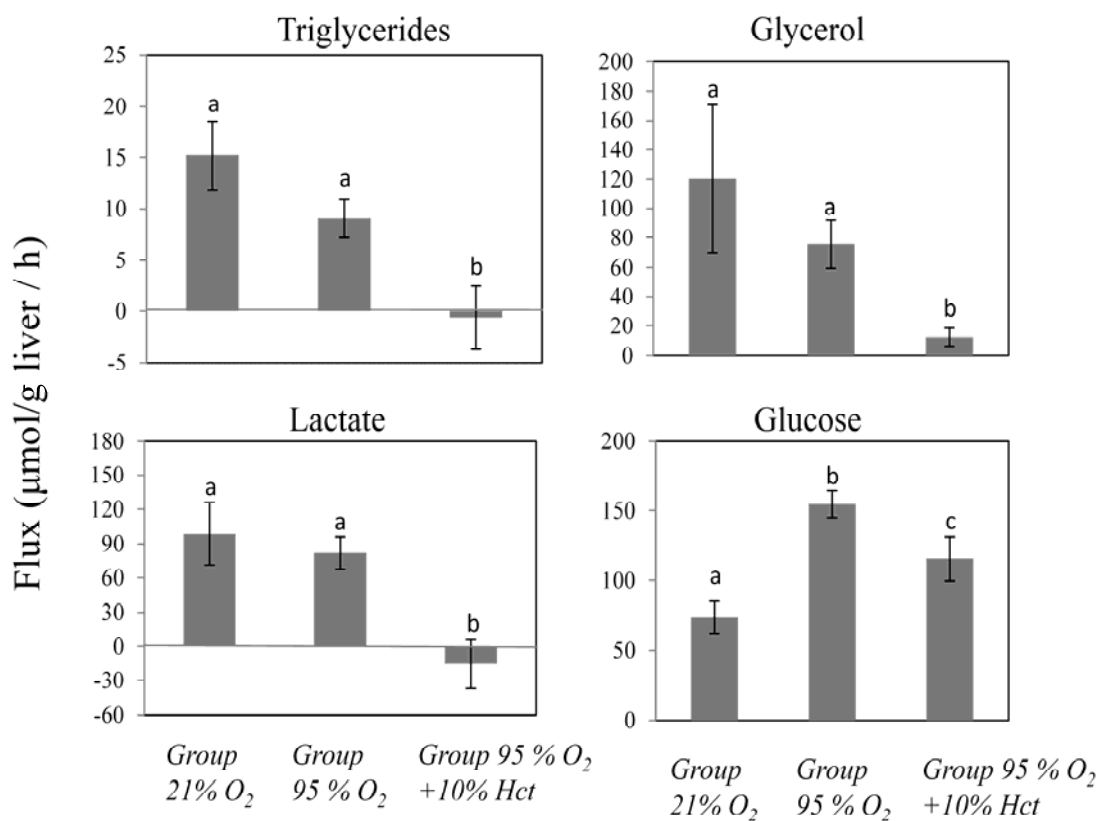 Triglycerides
25
20
15
10
5
0
-5
a
a
b
Glycerol
200
180
160
140
120
100
80
60
40
20
0
a
a
b
Flux (µmol/g liver / h)
Lactate
180
150
120
90
60
30
0
-30
-60
a
a
b
Glucose
200
150
100
50
0
a
b
c
Group
21% O₂
Group
95 % O₂
Group 95 % O₂
+10% Hct
Group
21% O₂
Group
95 % O₂
Group 95 % O₂
+10% Hct